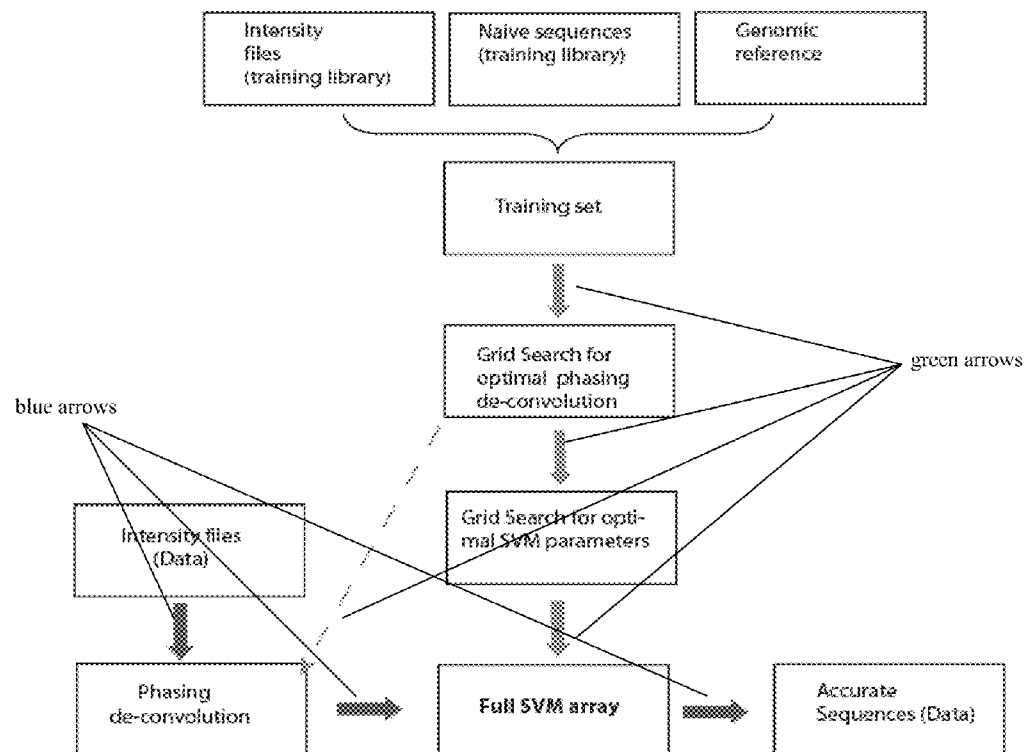 Intensity
files
(training library)
Naive sequences
(training library)
Genomic
reference
Training set
Grid Search for
optimal phasing
de-convolution
green arrows
blue arrows
Intensity files
(Data)
Grid Search for opti-
mal SVM parameters
Phasing
de-convolution
Full SVM array
Accurate
Sequences (Data)